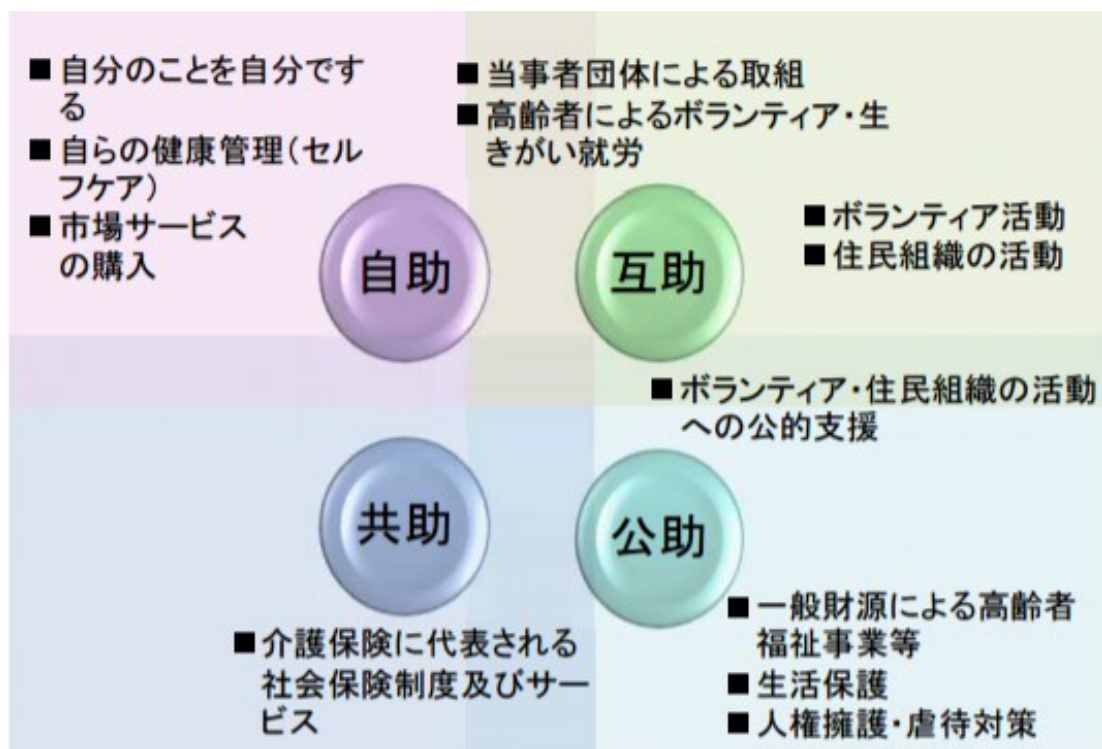 ■ 自分のことを自分です
る
■ 自らの健康管理(セル
フケア)
■ 市場サービス
の購入
■ 当事者団体による取組
■ 高齢者によるボランティア・生
きがい就労
■ ボランティア活動
■ 住民組織の活動
自助
互助
■ ボランティア・住民組織の活動
への公的支援
共助
公助
■ 介護保険に代表される
社会保険制度及びサー
ビス
■ 一般財源による高齢者
福祉事業等
■ 生活保護
■ 人権擁護・虐待対策